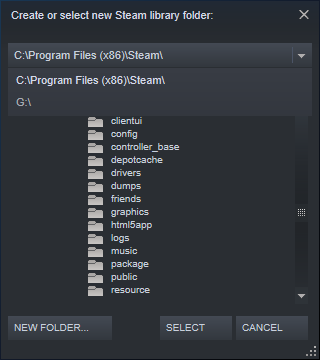 Create or select new Steam library folder:
C:\Program Files (x86)\Steam\
C:\Program Files (x86)\Steam\
G:\
clientui
config
controller_base
depotcache
drivers
dumps
friends
graphics
html5app
logs
music
package
public
resource
NEW FOLDER...
SELECT
CANCEL